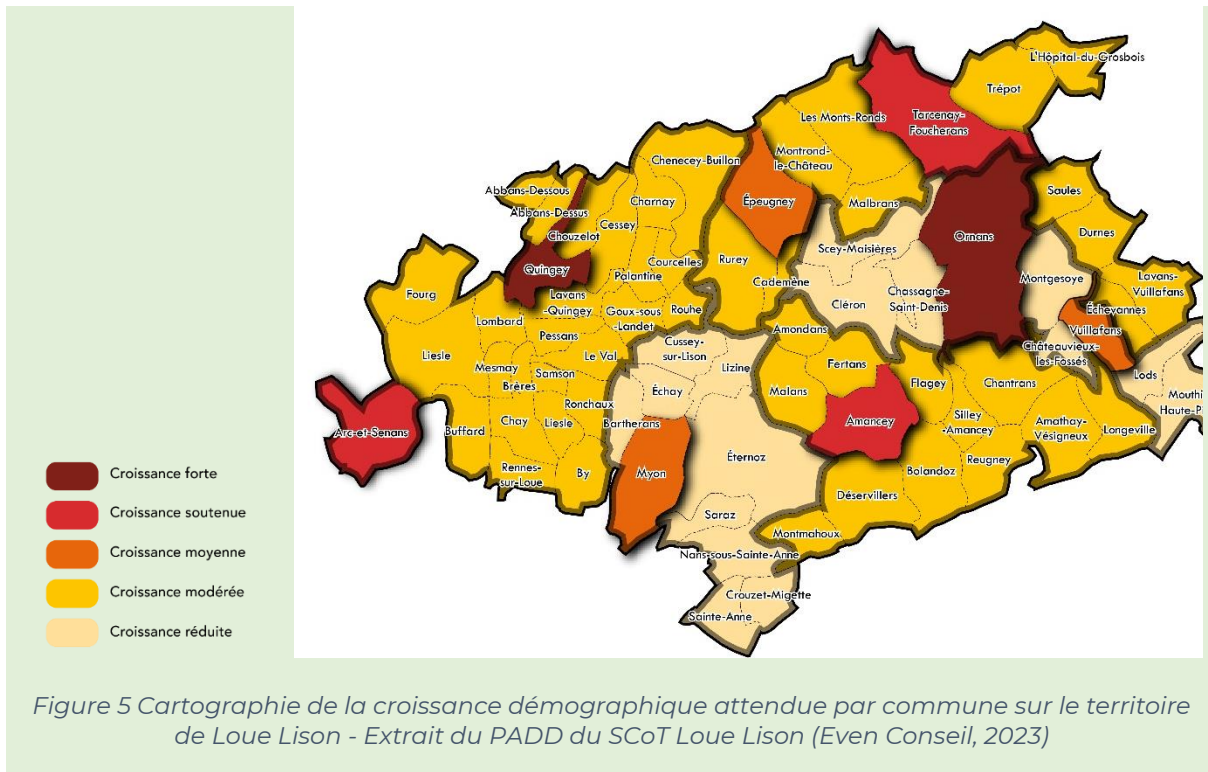 L'Hôpital-du-Grosbois
Trépot
Les Monts-Ronds
Tarcenay-
Foucherans
Montrond-
le-Château
Chenecey-Buillon
Abbans-Dessous
Abbans-Dessus
Chouzelot
Cessey
Charnay
Épeugney
Malbrans
Saules
Durnes
Ornans
Scey-Maisières
Quingey
Palantine
Courcelles
Rurey
Cademène
Cléron
Chassagne-
Saint-Denis
Montgesoye
Lavans-
Vuillafans
Échevannes
Vuillafans
Châteauvieux-
les-Fossés
Lods
Mouthi
Haute-P
Fourg
Lavans
-Quingey
Lombard
Goux-sous
-Landet
Rouhe
Pessans
Amondans
Liesle
Le Val
Cussey-
sur-Lison
Lizine
Fertans
Flagey
Chantrans
Mesmay
Samson
Brères
Échay
Malans
Amancey
Silley
-Amancey
Amathay-
Vésigneux
Longeville
Ronchaux
Bartherans
Arc-et-Senans
Buffard
Chay
Liesle
Éternoz
Bolandoz
Reugney
Rennes-
sur-Loue
By
Myon
Déservillers
Saraz
Montmahoux
Nans-sous-Sainte-Anne
Crouzet-Migette
Sainte-Anne
Croissance forte
Croissance soutenue
Croissance moyenne
Croissance modérée
Croissance réduite
Figure 5 Cartographie de la croissance démographique attendue par commune sur le territoire
de Loue Lison - Extrait du PADD du SCoT Loue Lison (Even Conseil, 2023)